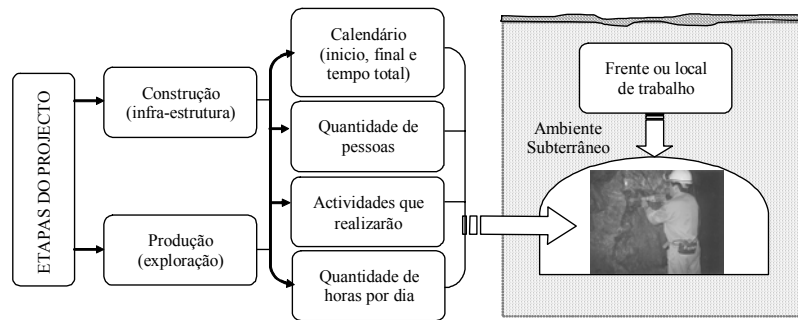 ETAPAS DO PROJECTO
Construção
(infra-estrutura)
Produção
(exploração)
Calendário
(inicio, final e
tempo total)
Quantidade de
pessoas
Actividades que
realizarão
Quantidade de
horas por dia
Frente ou local
de trabalho
Ambiente
Subterrâneo